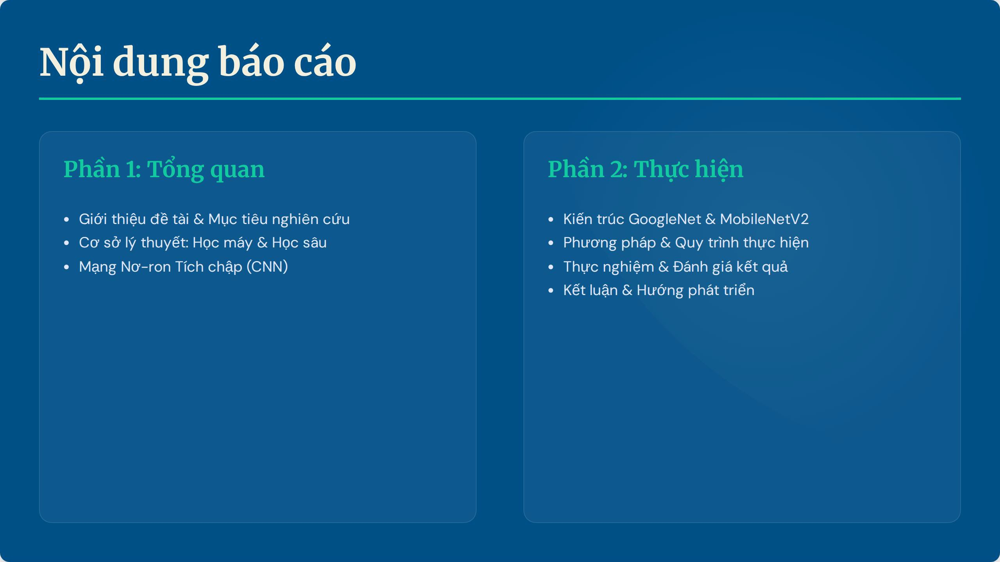 Nội dung báo cáo
Phần 1: Tổng quan
• Giới thiệu đề tài & Mục tiêu nghiên cứu
• Cơ sở lý thuyết: Học máy & Học sâu
• Mạng Nơ-ron Tích chập (CNN)
Phần 2: Thực hiện
• Kiến trúc GoogleNet & MobileNetV2
• Phương pháp & Quy trình thực hiện
• Thực nghiệm & Đánh giá kết quả
• Kết luận & Hướng phát triển